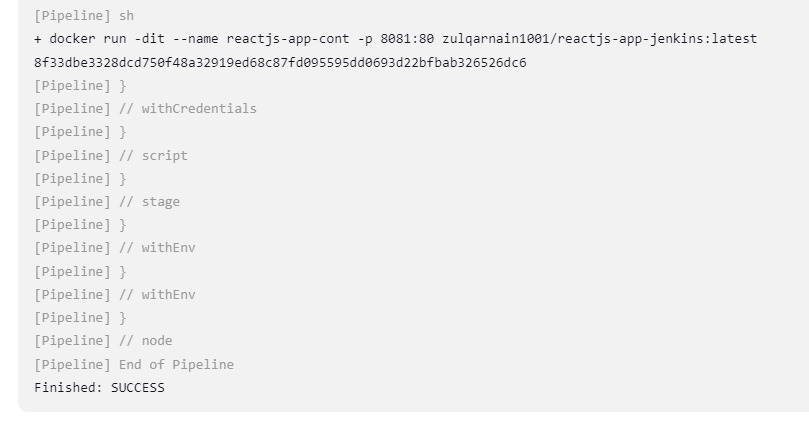 [Pipeline] sh
+ docker run -dit --name reactjs-app-cont -p 8081:80 zulqarnain1001/reactjs-app-jenkins:latest
8f33dbe3328dcd750f48a32919ed68c87fd095595dd0693d22bfbab326526dc6
[Pipeline] }
[Pipeline] // withCredentials
[Pipeline] }
[Pipeline] // script
[Pipeline] }
[Pipeline] // stage
[Pipeline] }
[Pipeline] // withEnv
[Pipeline] }
[Pipeline] // withEnv
[Pipeline] }
[Pipeline] // node
[Pipeline] End of Pipeline
Finished: SUCCESS